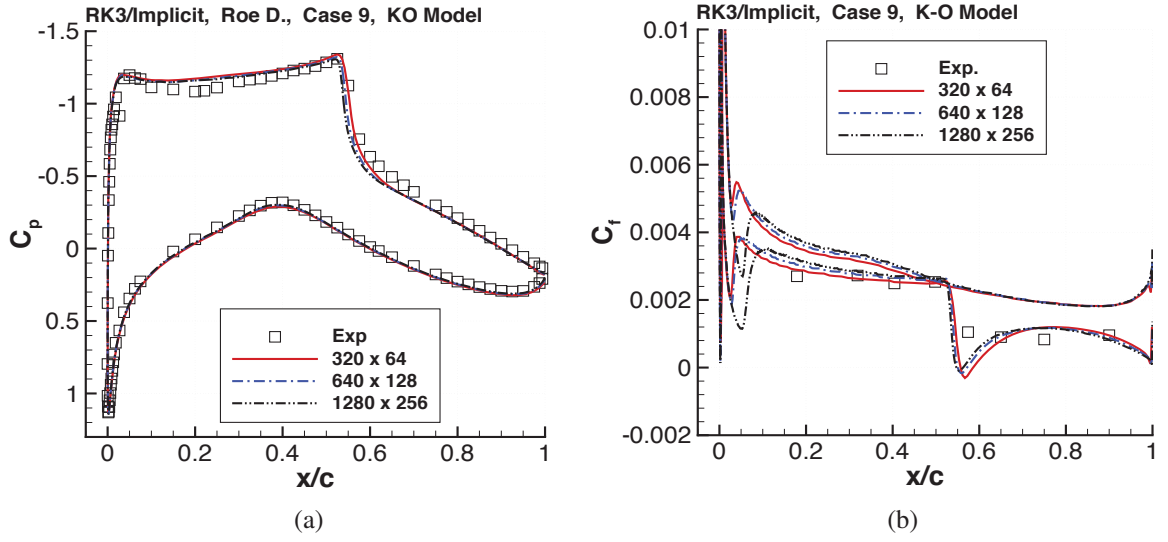 RK3/Implicit, Roe D., Case 9, KO Model
-1.5
-1
-0.5
0
0.5
1
Cp
Exp
320 x 64
640 x 128
1280 x 256
0 0.2 0.4 0.6 0.8 1
x/c
(a)
RK3/Implicit, Case 9, K-O Model
0.01
0.008
0.006
0.004
0.002
0
-0.002
Cf
Exp.
320 x 64
640 x 128
1280 x 256
0 0.2 0.4 0.6 0.8 1
x/c
(b)